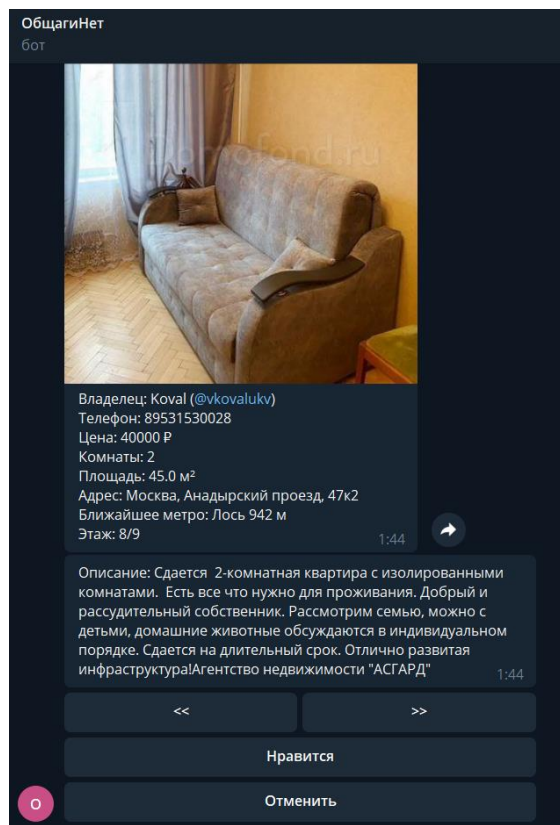 ОбщагиНет
бот
Domofond.ru
Владелец: Koval (@vkovalukv)
Телефон: 89531530028
Цена: 40000 ₽
Комнаты: 2
Площадь: 45.0 м²
Адрес: Москва, Анадырский проезд, 47к2
Ближайшее метро: Лось 942 м
Этаж: 8/9
1:44
Описание: Сдается  2-комнатная квартира с изолированными
комнатами.  Есть все что нужно для проживания. Добрый и
рассудительный собственник. Рассмотрим семью, можно с
детьми, домашние животные обсуждаются в индивидуальном
порядке. Сдается на длительный срок. Отлично развитая
инфраструктура!Агентство недвижимости "АСГАРД"
1:44
<< >>
Нравится
О
Отменить